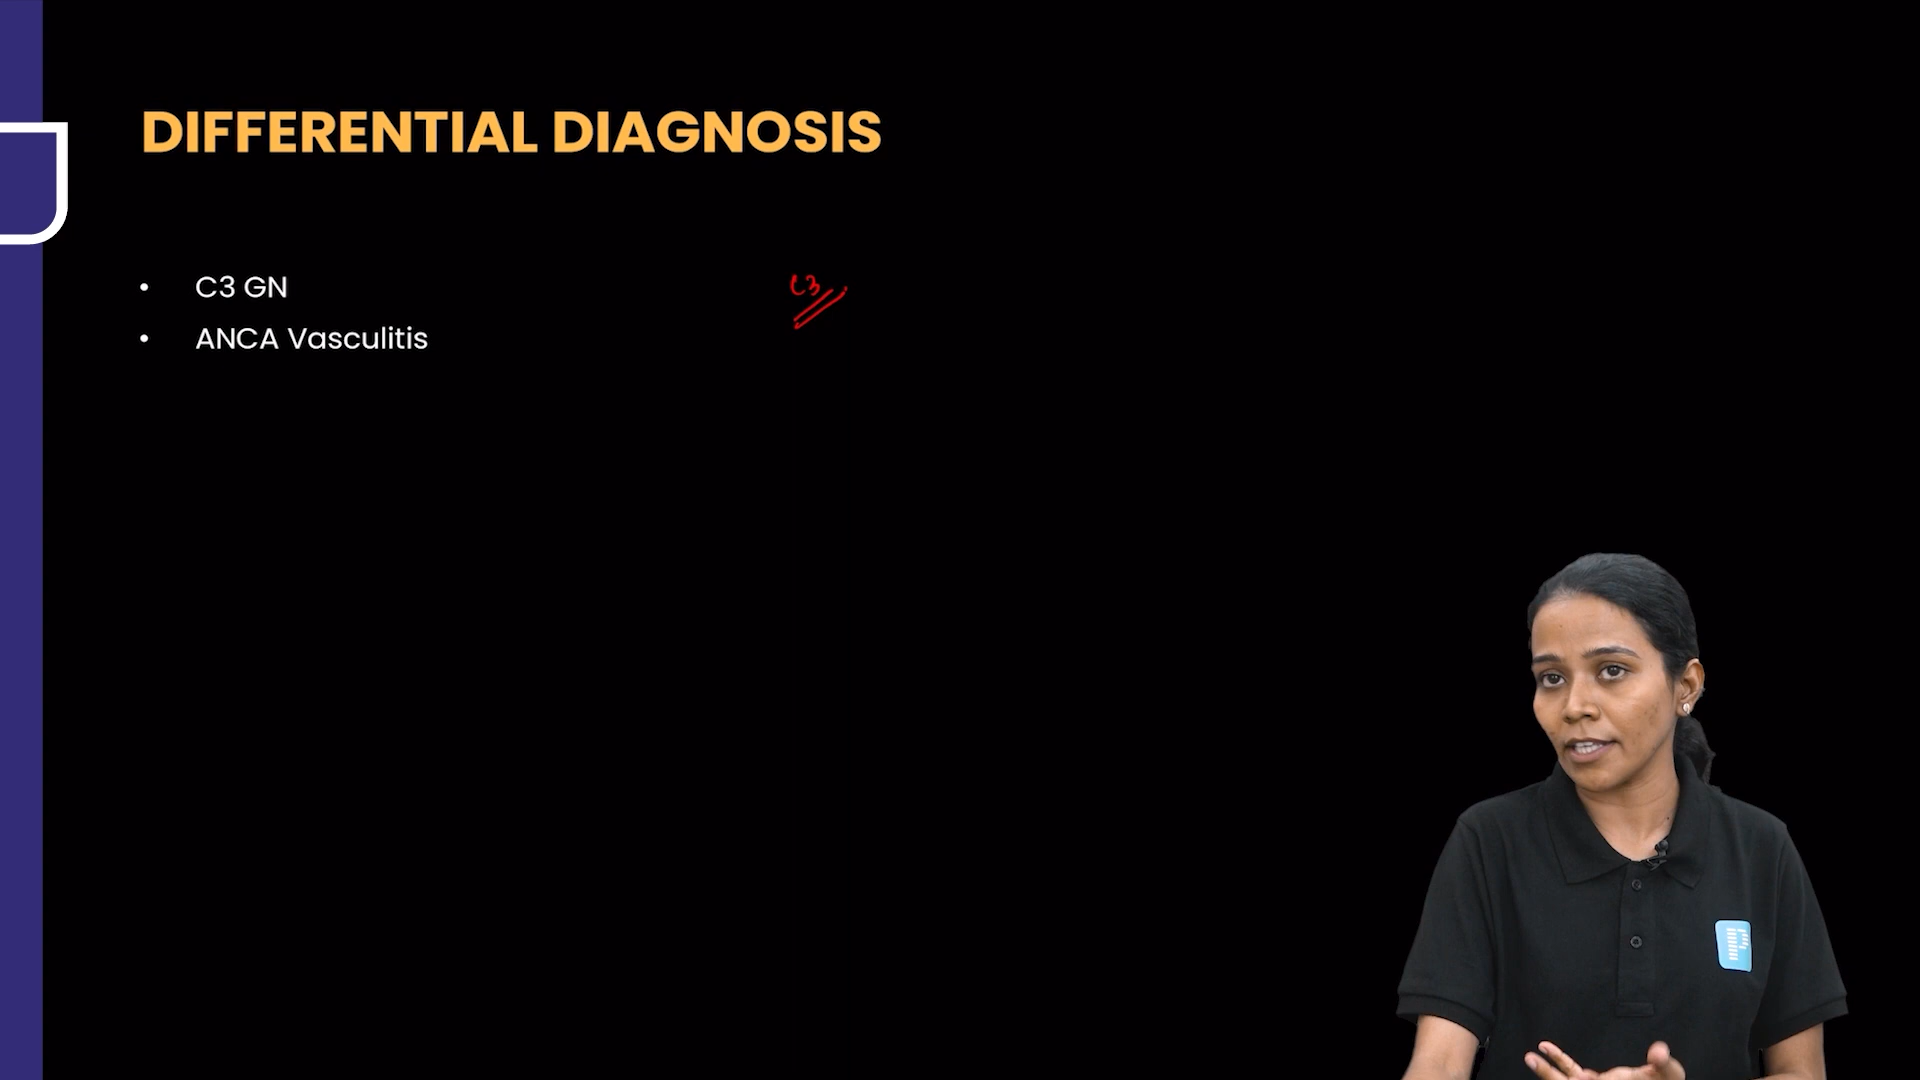 DIFFERENTIAL DIAGNOSIS
• C3 GN
C3
• ANCA Vasculitis
P